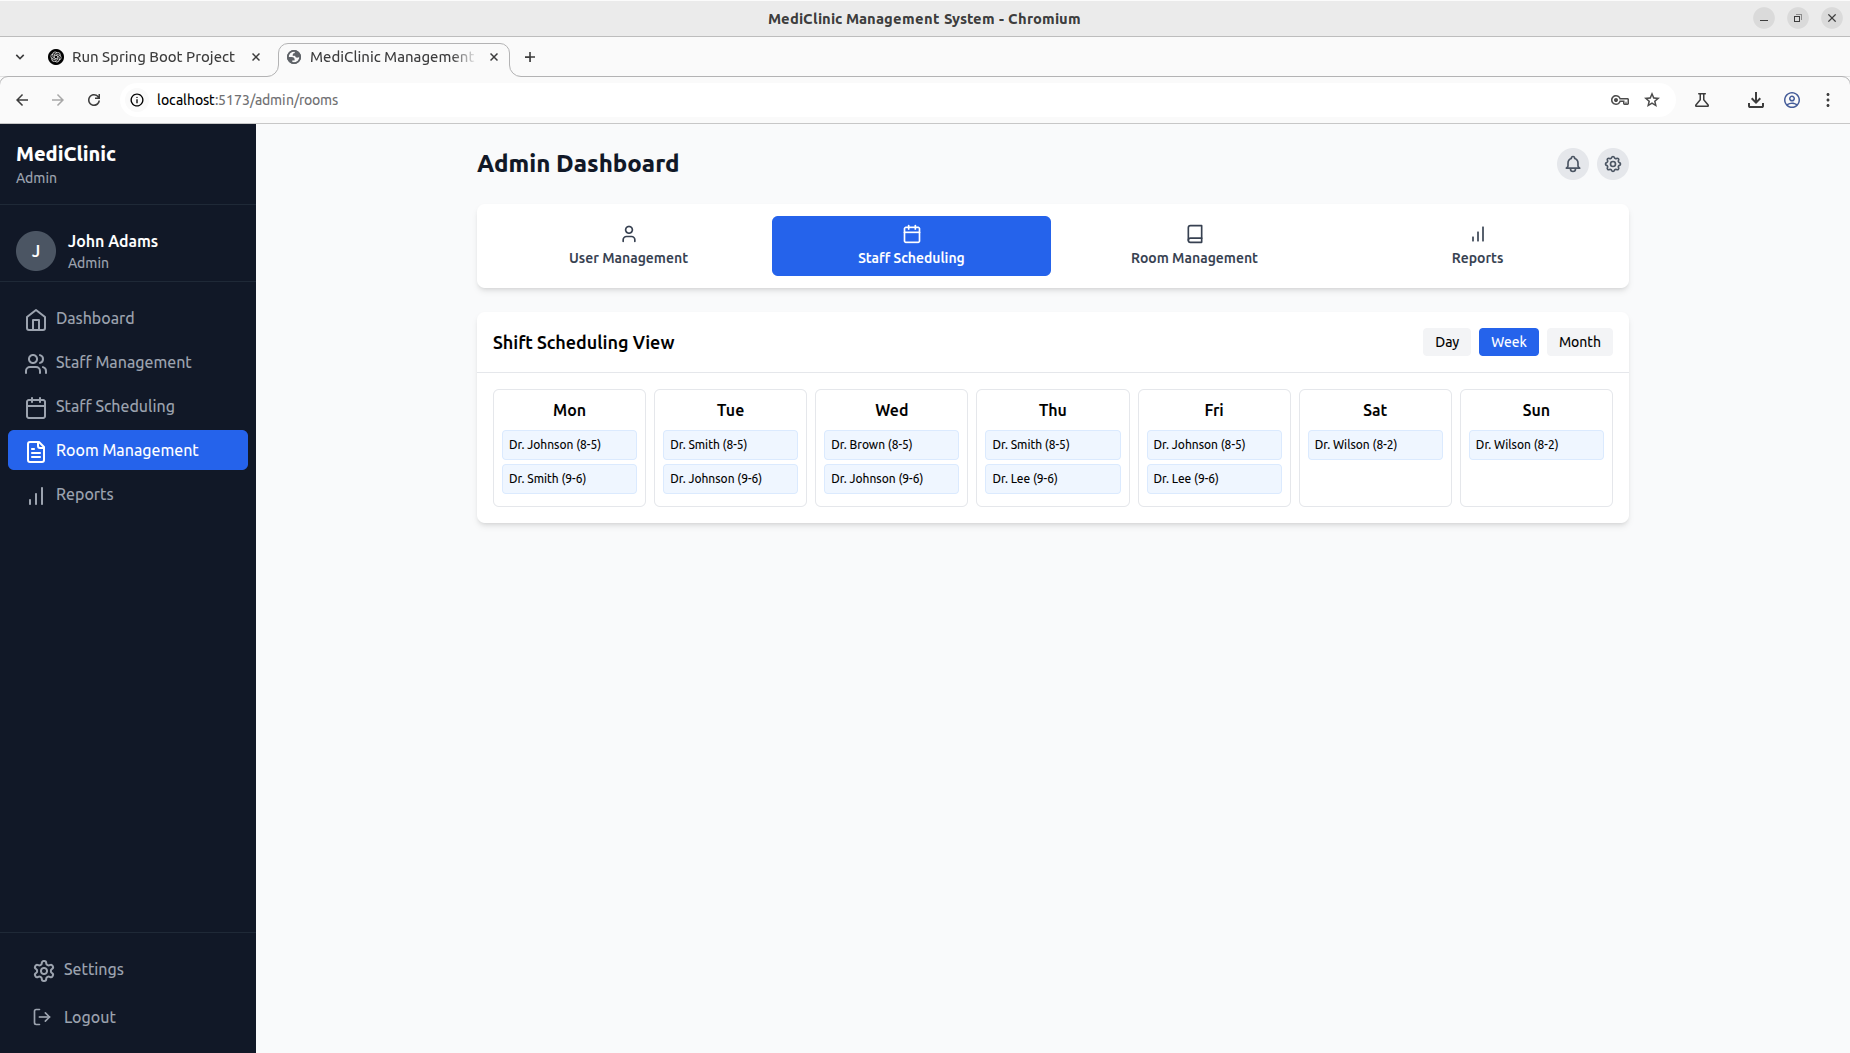 MediClinic Management System - Chromium
Run Spring Boot Project
MediClinic Management
localhost:5173/admin/rooms
MediClinic
Admin
J
John Adams
Admin
Dashboard
Staff Management
Staff Scheduling
Room Management
Reports
Settings
Logout
Admin Dashboard
User Management
Staff Scheduling
Room Management
Reports
Shift Scheduling View
Day
Week
Month
Mon
Dr. Johnson (8-5)
Dr. Smith (9-6)
Tue
Dr. Smith (8-5)
Dr. Johnson (9-6)
Wed
Dr. Brown (8-5)
Dr. Johnson (9-6)
Thu
Dr. Smith (8-5)
Dr. Lee (9-6)
Fri
Dr. Johnson (8-5)
Dr. Lee (9-6)
Sat
Dr. Wilson (8-2)
Sun
Dr. Wilson (8-2)